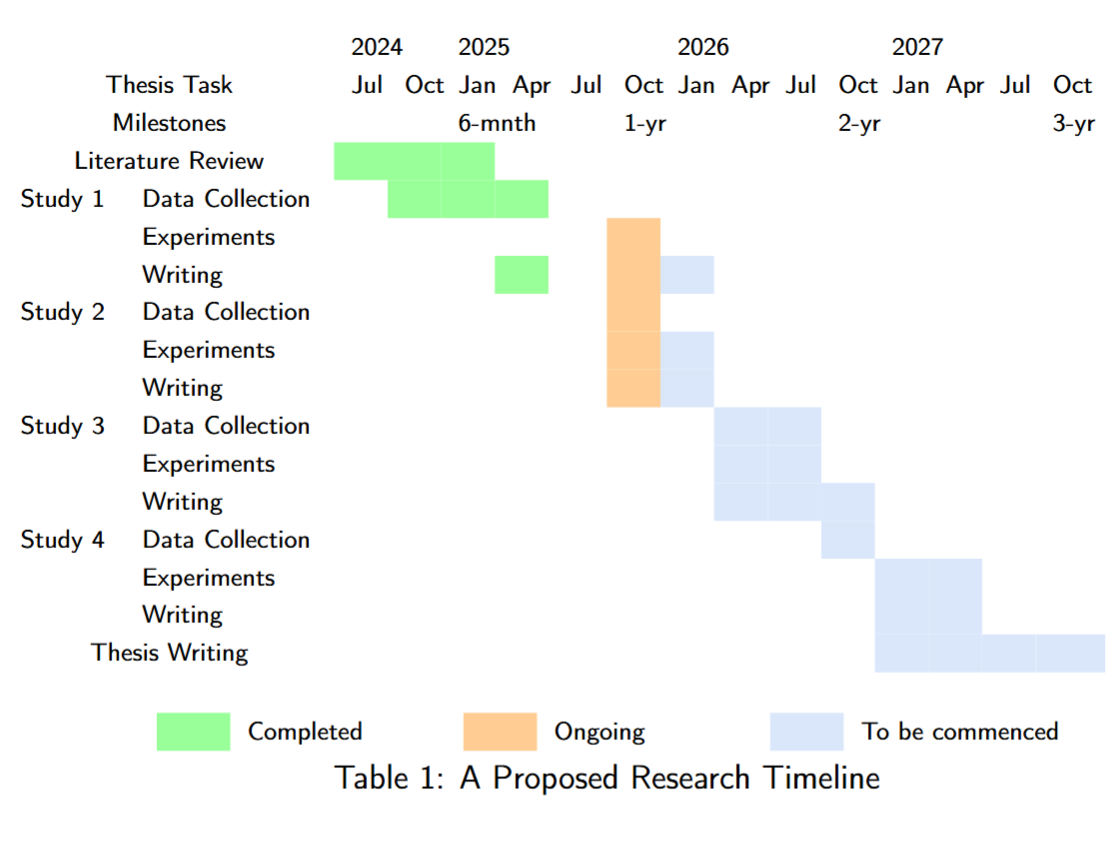 2024 2025 2026 2027
Thesis Task Jul Oct Jan Apr Jul Oct Jan Apr Jul Oct Jan Apr Jul Oct
Milestones 6-mnth 1-yr 2-yr 3-yr
Literature Review
Study 1 Data Collection
Experiments
Writing
Study 2 Data Collection
Experiments
Writing
Study 3 Data Collection
Experiments
Writing
Study 4 Data Collection
Experiments
Writing
Thesis Writing
Completed Ongoing To be commenced
Table 1: A Proposed Research Timeline